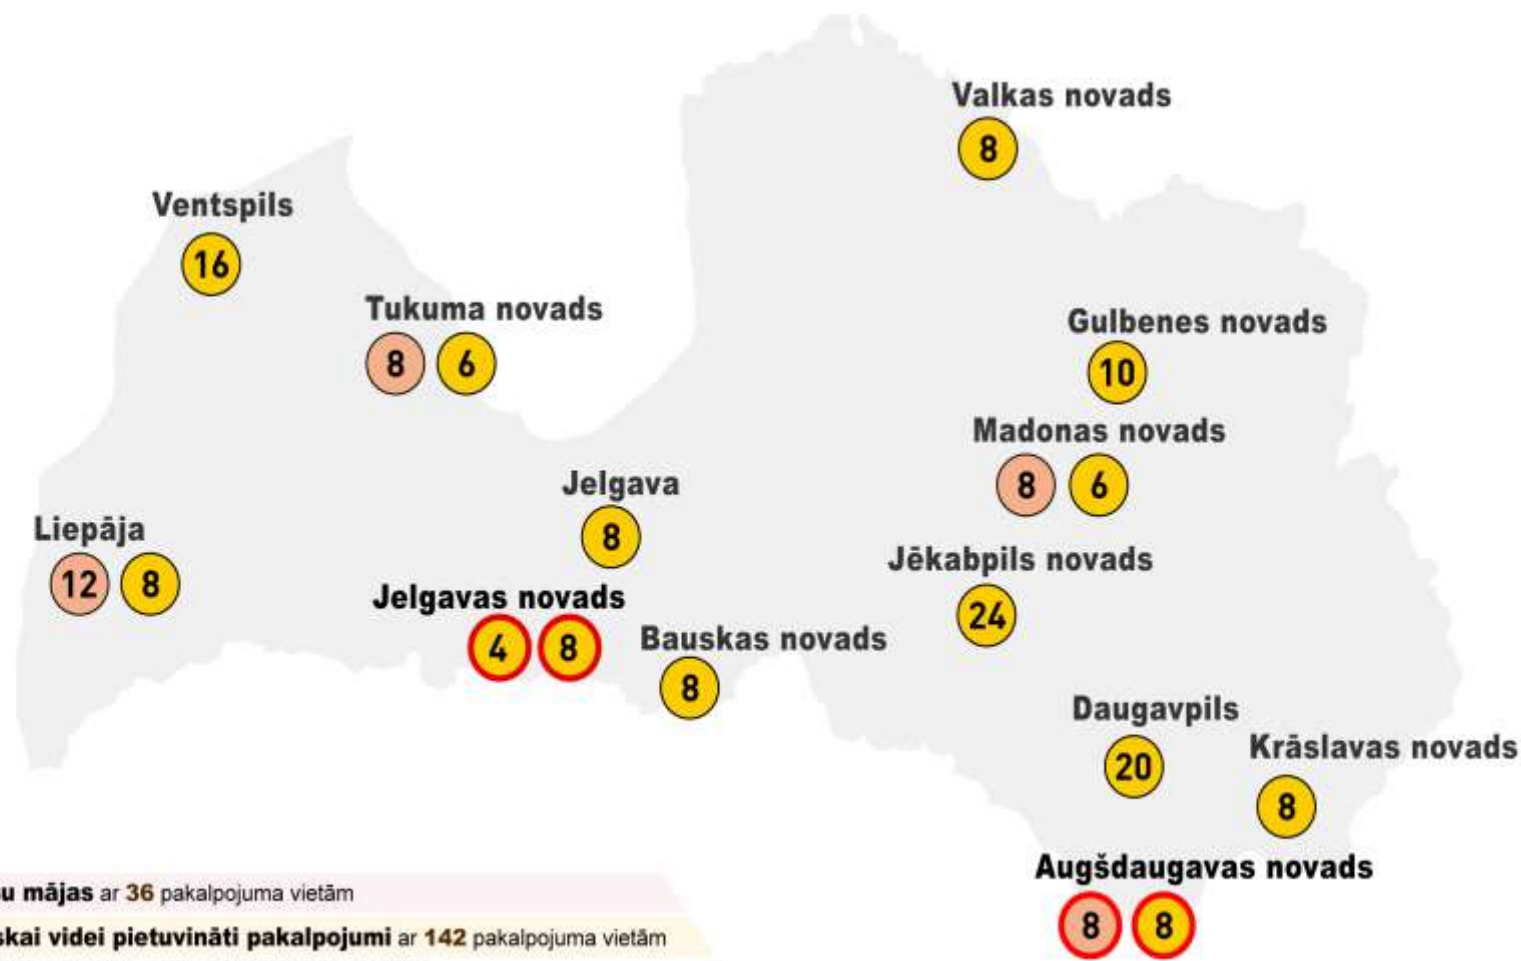 Valkas novads
8
Ventspils
16
Tukuma novads
8 6
Gulbenes novads
10
Madonas novads
8 6
Jelgava
8
Liepāja
12 8
Jēkabpils novads
24
Jelgavas novads
4 8
Bauskas novads
8
Daugavpils
20
Krāslavas novads
8
Augšdaugavas novads
8 8
mājas ar 36 pakalpojuma vietām
videi pietuvināti pakalpojumi ar 142 pakalpojuma vietām